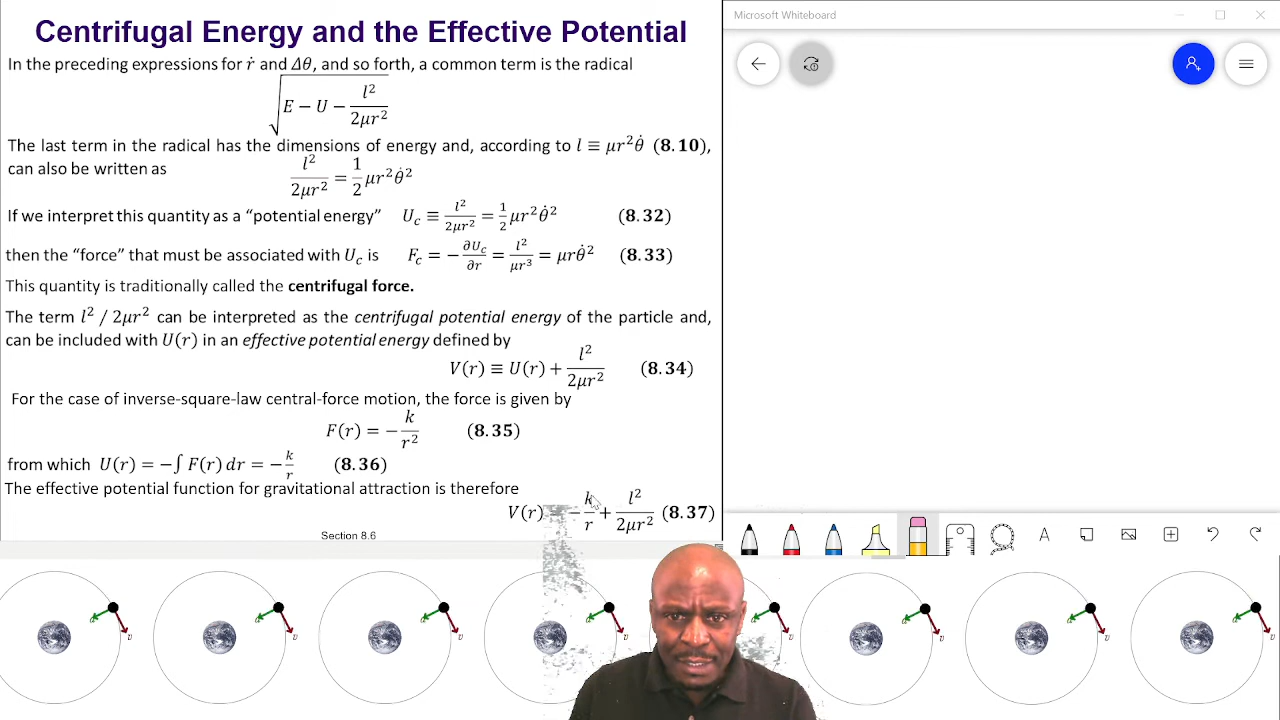 Centrifugal Energy and the Effective Potential
In the preceding expressions for ṙ and Δθ, and so forth, a common term is the radical
√(E − U − l²/2μr²)
The last term in the radical has the dimensions of energy and, according to l ≡ μr²θ̇ (8.10),
can also be written as l²/2μr² = 1/2 μr²θ̇²
If we interpret this quantity as a “potential energy” U_c ≡ l²/2μr² = 1/2 μr²θ̇² (8.32)
then the “force” that must be associated with U_c is F_c = −∂U_c/∂r = l²/μr³ = μrθ̇² (8.33)
This quantity is traditionally called the centrifugal force.
The term l² / 2μr² can be interpreted as the centrifugal potential energy of the particle and,
can be included with U(r) in an effective potential energy defined by
V(r) ≡ U(r) + l²/2μr² (8.34)
For the case of inverse-square-law central-force motion, the force is given by
F(r) = −k/r² (8.35)
from which U(r) = −∫ F(r) dr = −k/r (8.36)
The effective potential function for gravitational attraction is therefore
V(r) = −k/r + l²/2μr² (8.37)
Section 8.6
Microsoft Whiteboard
A
a v
a v
a v
v
v
a v
a v
a v